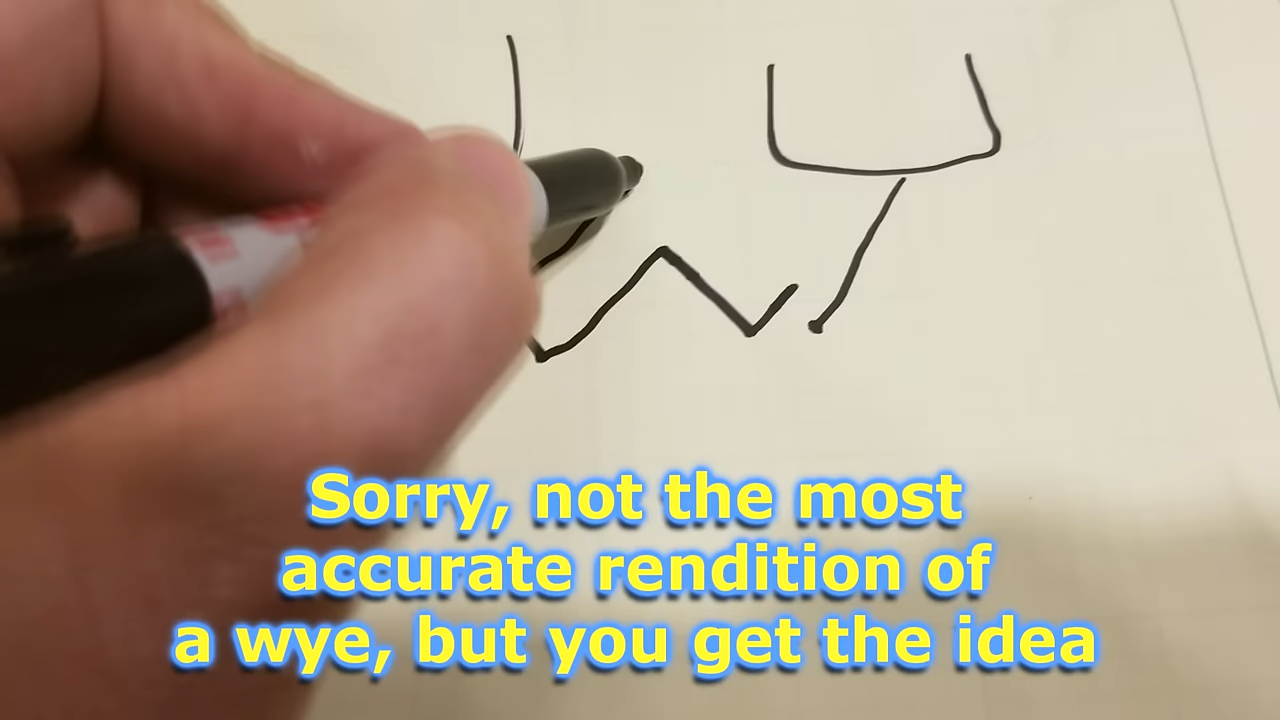 Sorry, not the most
accurate rendition of
a wye, but you get the idea